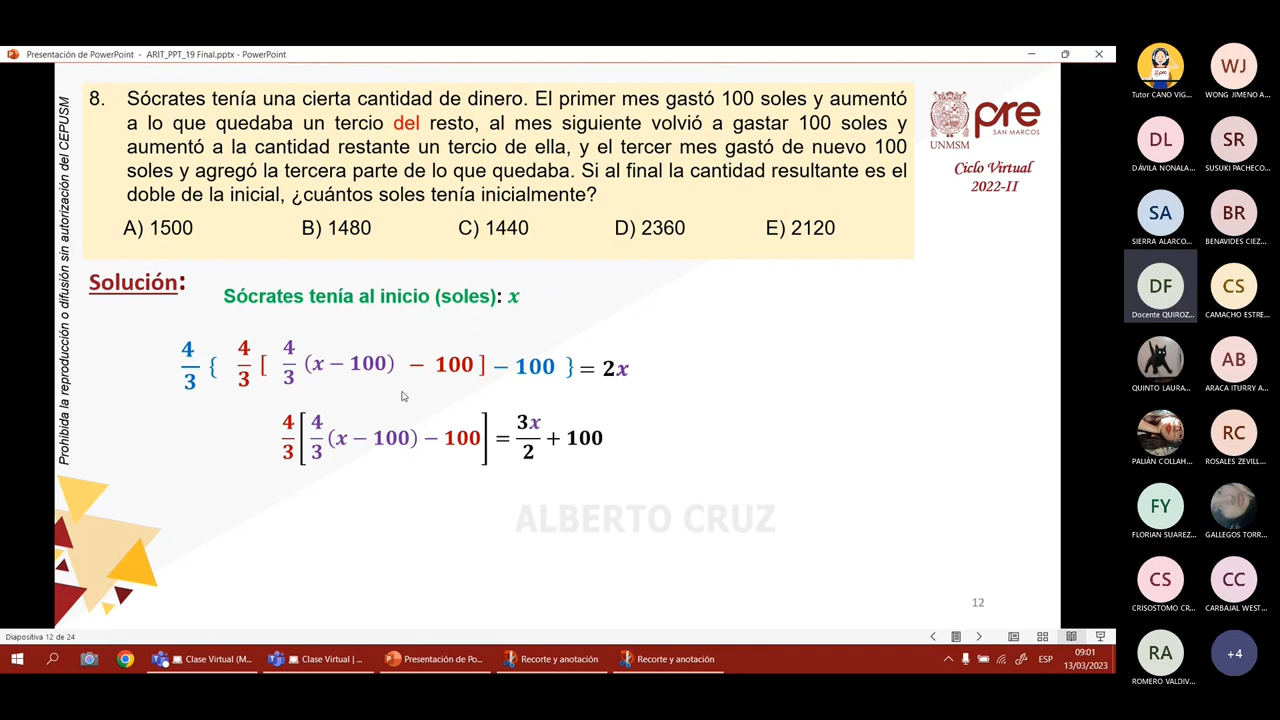 Presentación de PowerPoint - ARIT_PPT_19 Final.pptx - PowerPoint
Prohibida la reproducción o difusión sin autorización del CEPUSM
8. Sócrates tenía una cierta cantidad de dinero. El primer mes gastó 100 soles y aumentó
a lo que quedaba un tercio del resto, al mes siguiente volvió a gastar 100 soles y
aumentó a la cantidad restante un tercio de ella, y el tercer mes gastó de nuevo 100
soles y agregó la tercera parte de lo que quedaba. Si al final la cantidad resultante es el
doble de la inicial, ¿cuántos soles tenía inicialmente?
A) 1500 B) 1480 C) 1440 D) 2360 E) 2120
UNMSM
pre
SAN MARCOS
Ciclo Virtual
2022-II
Solución:
Sócrates tenía al inicio (soles): x
4/3 { 4/3 [ 4/3 (x − 100) − 100 ] − 100 } = 2x
4/3 [ 4/3 (x − 100) − 100 ] = 3x/2 + 100
ALBERTO CRUZ
12
Diapositiva 12 de 24
Clase Virtual (M...
Clase Virtual | ...
Presentación de Po...
Recorte y anotación
Recorte y anotación
ESP
09:01
13/03/2023
Tutor CANO VIG...
WJ
WONG JIMENO A...
DL
DÁVILA NONALA...
SR
SUSUKI PACHECO...
SA
SIERRA ALARCO...
BR
BENAVIDES CIEZ...
DF
Docente QUIROZ...
CS
CAMACHO ESTRE...
QUINTO LAURA...
AB
ARACA ITURRY A...
PALIÁN COLLAH...
RC
ROSALES ZEVILL...
FY
FLORIAN SUAREZ...
GALLEGOS TORR...
CS
CRISOSTOMO CR...
CC
CARBAJAL WEST...
RA
ROMERO VALDIV...
+4